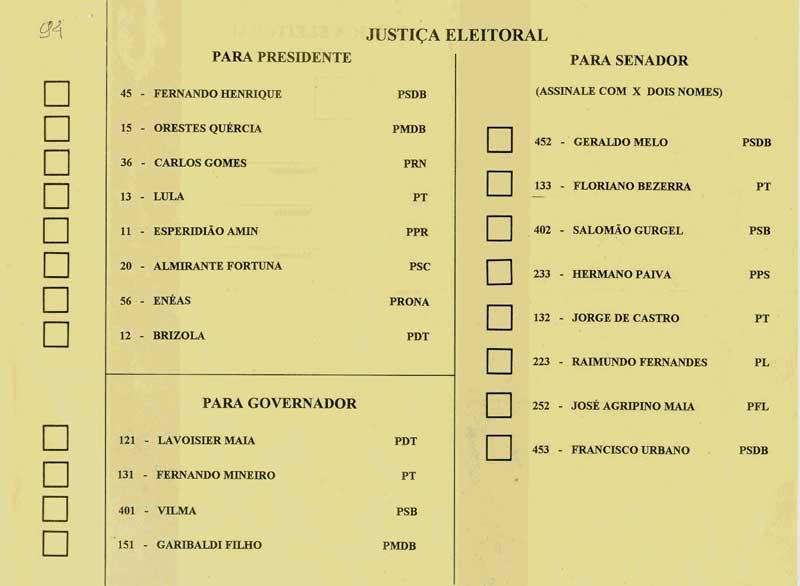 94
JUSTIÇA ELEITORAL
PARA PRESIDENTE
45 - FERNANDO HENRIQUE PSDB
15 - ORESTES QUÉRCIA PMDB
36 - CARLOS GOMES PRN
13 - LULA PT
11 - ESPERIDIÃO AMIN PPR
20 - ALMIRANTE FORTUNA PSC
56 - ENÉAS PRONA
12 - BRIZOLA PDT
PARA GOVERNADOR
121 - LAVOISIER MAIA PDT
131 - FERNANDO MINEIRO PT
401 - VILMA PSB
151 - GARIBALDI FILHO PMDB
PARA SENADOR
(ASSINALE COM X DOIS NOMES)
452 - GERALDO MELO PSDB
133 - FLORIANO BEZERRA PT
402 - SALOMÃO GURGEL PSB
233 - HERMANO PAIVA PPS
132 - JORGE DE CASTRO PT
223 - RAIMUNDO FERNANDES PL
252 - JOSÉ AGRIPINO MAIA PFL
453 - FRANCISCO URBANO PSDB